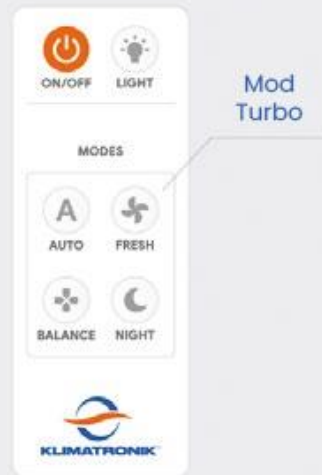 ON/OFF LIGHT
Mod
Turbo
MODES
A
AUTO FRESH
BALANCE NIGHT
KLIMATRONIK